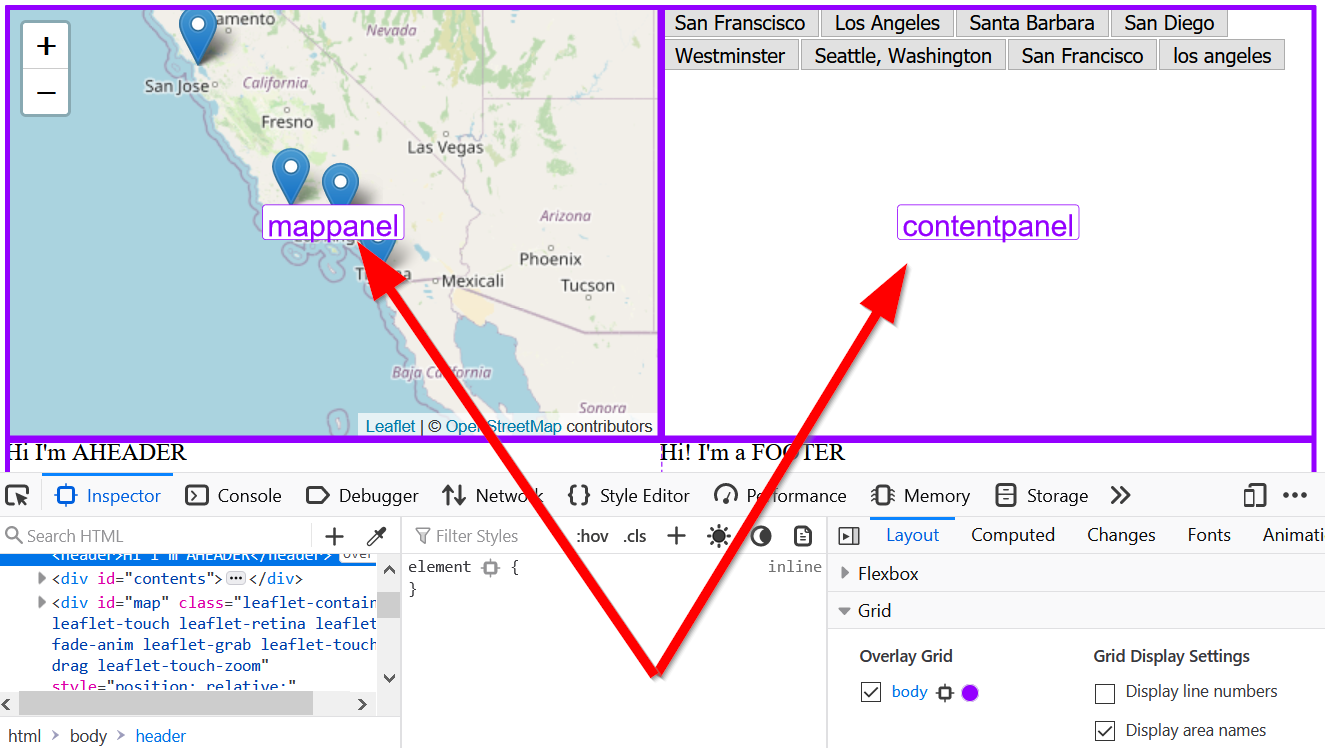 amento
Nevada
San Franscisco
Los Angeles
Santa Barbara
San Diego
+
−
San Jose
California
Westminster
Seattle, Washington
San Francisco
los angeles
Fresno
Las Vegas
mappanel
contentpanel
Arizona
Phoenix
Mexicali
Tucson
Baja California
Sonora
Leaflet | © OpenStreetMap contributors
Hi I'm AHEADER
Hi! I'm a FOOTER
Inspector
Console
Debugger
Network
Style Editor
Performance
Memory
Storage
Search HTML
Filter Styles
:hov
.cls
Layout
Computed
Changes
Fonts
Animati
<header>Hi I'm AHEADER</header>
over
<div id="contents"> </div>
<div id="map" class="leaflet-contain
leaflet-touch leaflet-retina leaflet
fade-anim leaflet-grab leaflet-touch
drag leaflet-touch-zoom"
style="position: relative;"
element {
inline
}
Flexbox
Grid
Overlay Grid
body
Grid Display Settings
Display line numbers
Display area names
html
body
header